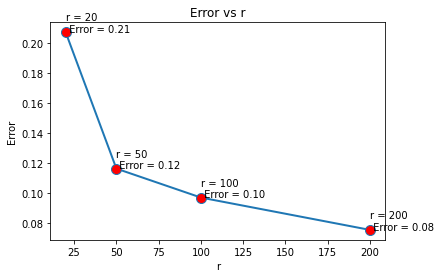 Error vs r
r = 20
Error = 0.21
r = 50
Error = 0.12
r = 100
Error = 0.10
r = 200
Error = 0.08
Error
0.20
0.18
0.16
0.14
0.12
0.10
0.08
25
50
75
100
125
150
175
200
r